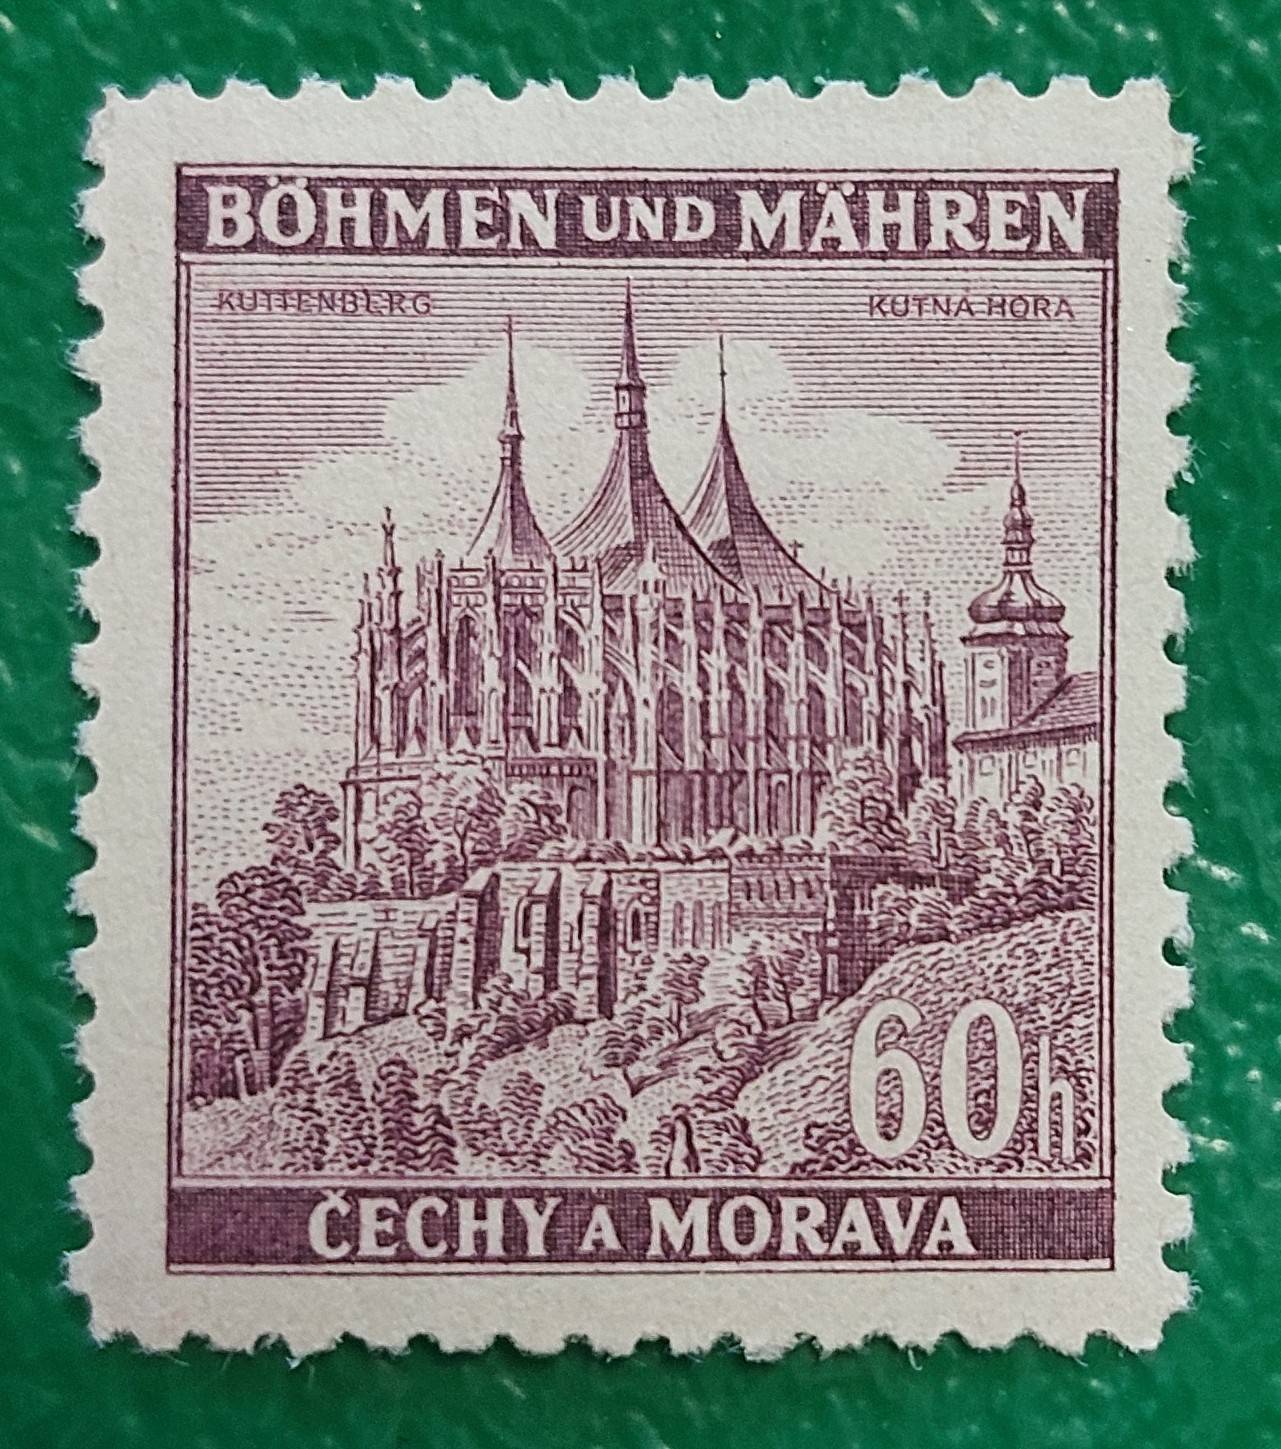 BÖHMEN UND MÄHREN
KUTTENBERG KUTNÁ HORA
60h
ČECHY A MORAVA